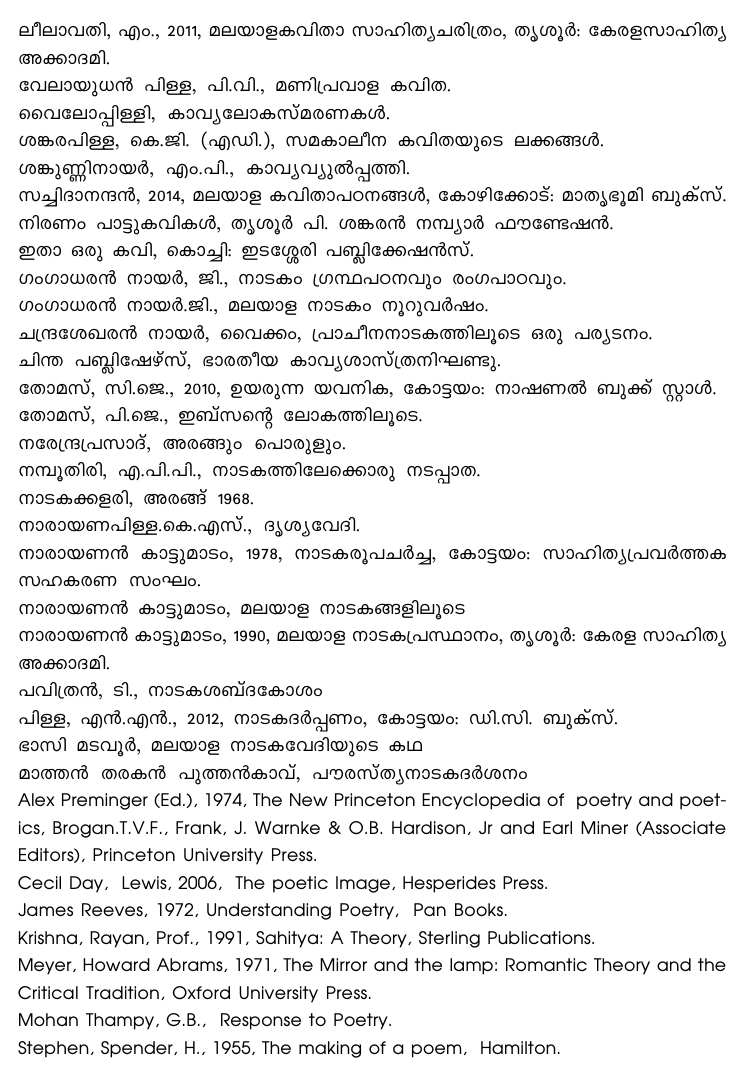 ലീലാവതി, എം., 2011, മലയാളകവിതാ സാഹിത്യചരിത്രം, തൃശൂർ: കേരളസാഹിത്യ
അക്കാദമി.
വേലായുധൻ പിള്ള, പി.വി., മണിപ്രവാള കവിത.
വൈലോപ്പിള്ളി, കാവ്യലോകസ്മരണകൾ.
ശങ്കരപിള്ള, കെ.ജി. (എഡി.), സമകാലീന കവിതയുടെ ലക്കങ്ങൾ.
ശങ്കുണ്ണിനായർ, എം.പി., കാവ്യവ്യുൽപ്പത്തി.
സച്ചിദാനന്ദൻ, 2014, മലയാള കവിതാപഠനങ്ങൾ, കോഴിക്കോട്: മാതൃഭൂമി ബുക്സ്.
നിരണം പാട്ടുകവികൾ, തൃശൂർ പി. ശങ്കരൻ നമ്പ്യാർ ഫൗണ്ടേഷൻ.
ഇതാ ഒരു കവി, കൊച്ചി: ഇടശ്ശേരി പബ്ലിക്കേഷൻസ്.
ഗംഗാധരൻ നായർ, ജി., നാടകം ഗ്രന്ഥപഠനവും രംഗപാഠവും.
ഗംഗാധരൻ നായർ.ജി., മലയാള നാടകം നൂറുവർഷം.
ചന്ദ്രശേഖരൻ നായർ, വൈക്കം, പ്രാചീനനാടകത്തിലൂടെ ഒരു പര്യടനം.
ചിന്ത പബ്ലിഷേഴ്സ്, ഭാരതീയ കാവ്യശാസ്ത്രനിഘണ്ടു.
തോമസ്, സി.ജെ., 2010, ഉയരുന്ന യവനിക, കോട്ടയം: നാഷണൽ ബുക്ക് സ്റ്റാൾ.
തോമസ്, പി.ജെ., ഇബ്സന്റെ ലോകത്തിലൂടെ.
നരേന്ദ്രപ്രസാദ്, അരങ്ങും പൊരുളും.
നമ്പൂതിരി, എ.പി.പി., നാടകത്തിലേക്കൊരു നടപ്പാത.
നാടകക്കളരി, അരങ്ങ് 1968.
നാരായണപിള്ള.കെ.എസ്., ദൃശ്യവേദി.
നാരായണൻ കാട്ടുമാടം, 1978, നാടകരൂപചർച്ച, കോട്ടയം: സാഹിത്യപ്രവർത്തക
സഹകരണ സംഘം.
നാരായണൻ കാട്ടുമാടം, മലയാള നാടകങ്ങളിലൂടെ
നാരായണൻ കാട്ടുമാടം, 1990, മലയാള നാടകപ്രസ്ഥാനം, തൃശൂർ: കേരള സാഹിത്യ
അക്കാദമി.
പവിത്രൻ, ടി., നാടകശബ്ദകോശം
പിള്ള, എൻ.എൻ., 2012, നാടകദർപ്പണം, കോട്ടയം: ഡി.സി. ബുക്സ്.
ഭാസി മടവൂർ, മലയാള നാടകവേദിയുടെ കഥ
മാത്തൻ തരകൻ പുത്തൻകാവ്, പൗരസ്ത്യനാടകദർശനം
Alex Preminger (Ed.), 1974, The New Princeton Encyclopedia of poetry and poet-
ics, Brogan.T.V.F., Frank, J. Warnke & O.B. Hardison, Jr and Earl Miner (Associate
Editors), Princeton University Press.
Cecil Day, Lewis, 2006, The poetic Image, Hesperides Press.
James Reeves, 1972, Understanding Poetry, Pan Books.
Krishna, Rayan, Prof., 1991, Sahitya: A Theory, Sterling Publications.
Meyer, Howard Abrams, 1971, The Mirror and the lamp: Romantic Theory and the
Critical Tradition, Oxford University Press.
Mohan Thampy, G.B., Response to Poetry.
Stephen, Spender, H., 1955, The making of a poem, Hamilton.